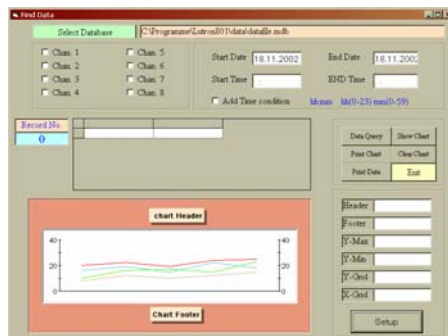 Find Data
Select Database C:\Programme\Lutron801\data\datafile.mdb
Chan. 1 Chan. 5
Chan. 2 Chan. 6
Chan. 3 Chan. 7
Chan. 4 Chan. 8
Start Date 18.11.2002 End Date 18.11.2002
Start Time : END Time :
Add Time condition hh:mm hh(0-23) mm(0-59)
Record No.
0
Data Query Show Chart
Print Chart Clear Chart
Print Data Exit
chart Header
40 40
20 20
0 0
Chart Footer
Header
Footer
Y-Max
Y-Min
Y-Grid
X-Grid
Setup